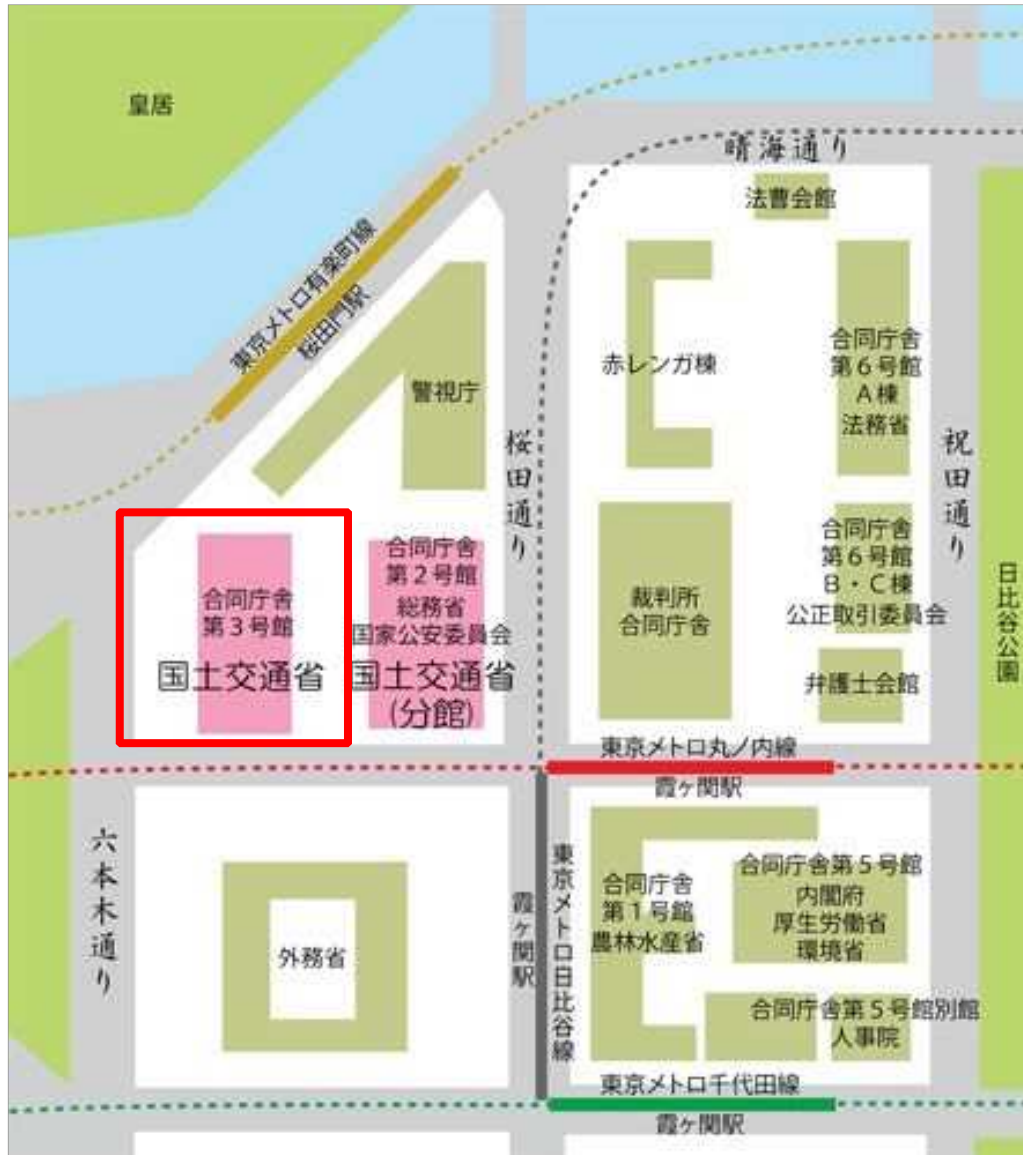 皇居
晴海通り
法曹会館
東京メトロ有楽町線
桜田門駅
警視庁
赤レンガ棟
合同庁舎
第6号館
A棟
法務省
桜田通り
祝田通り
合同庁舎
第3号館
国土交通省
合同庁舎
第2号館
総務省
国家公安委員会
国土交通省
(分館)
裁判所
合同庁舎
合同庁舎
第6号館
B・C棟
公正取引委員会
弁護士会館
日比谷公園
東京メトロ丸ノ内線
霞ヶ関駅
六本木通り
外務省
霞ヶ関駅
東京メトロ日比谷線
合同庁舎
第1号館
農林水産省
合同庁舎第5号館
内閣府
厚生労働省
環境省
合同庁舎第5号館別館
人事院
東京メトロ千代田線
霞ヶ関駅